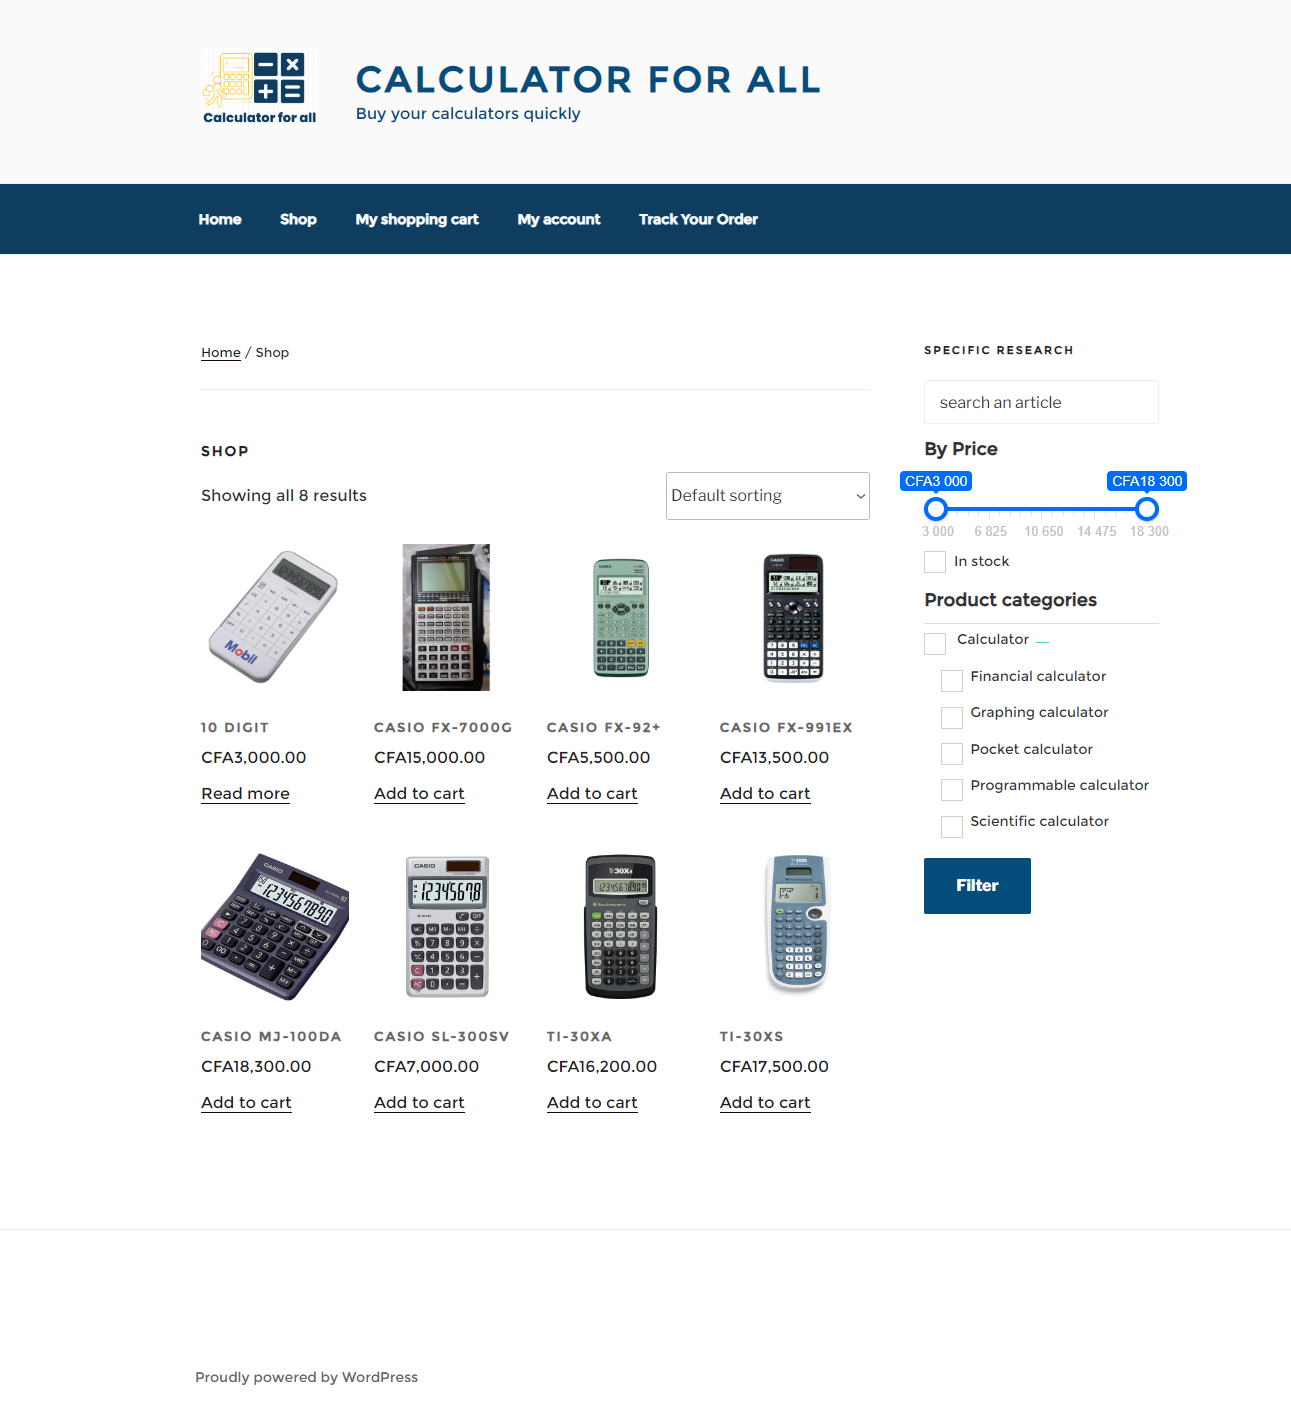 Calculator for all
CALCULATOR FOR ALL
Buy your calculators quickly
Home Shop My shopping cart My account Track Your Order
Home / Shop
SHOP
Showing all 8 results
Default sorting
10 DIGIT
CFA3,000.00
Read more
CASIO FX-7000G
CFA15,000.00
Add to cart
CASIO FX-92+
CFA5,500.00
Add to cart
CASIO FX-991EX
CFA13,500.00
Add to cart
Mobil
CASIO
CASIO MJ-100DA
CFA18,300.00
Add to cart
CASIO
CASIO SL-300SV
CFA7,000.00
Add to cart
TI-30Xa
TI-30XA
CFA16,200.00
Add to cart
TI-30XS
CFA17,500.00
Add to cart
SPECIFIC RESEARCH
search an article
By Price
CFA3 000 CFA18 300
3 000 6 825 10 650 14 475 18 300
In stock
Product categories
Calculator
Financial calculator
Graphing calculator
Pocket calculator
Programmable calculator
Scientific calculator
Filter
Proudly powered by WordPress